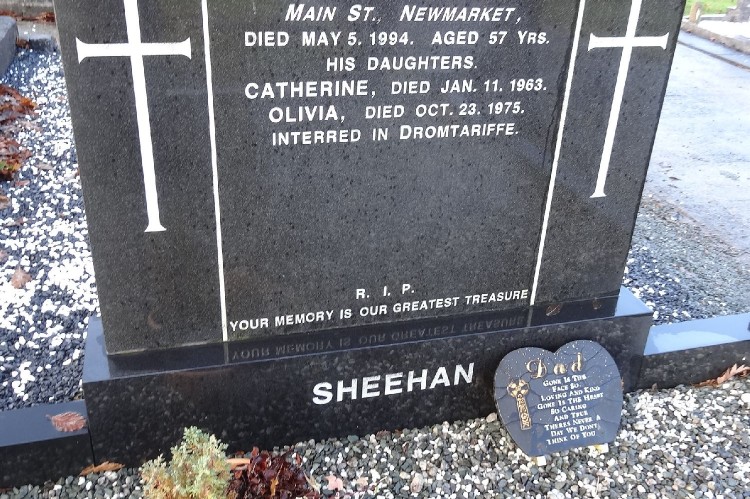 MAIN ST., NEWMARKET,
DIED MAY 5. 1994. AGED 57 YRS.
HIS DAUGHTERS.
CATHERINE, DIED JAN. 11. 1963.
OLIVIA, DIED OCT. 23. 1975.
INTERRED IN DROMTARIFFE.
R. I. P.
YOUR MEMORY IS OUR GREATEST TREASURE
SHEEHAN
Dad
GONE IS THE
FACE SO
LOVING AND KIND
GONE IS THE HEART
SO CARING
AND TRUE
THERES NEVER A
DAY WE DONT
THINK OF YOU